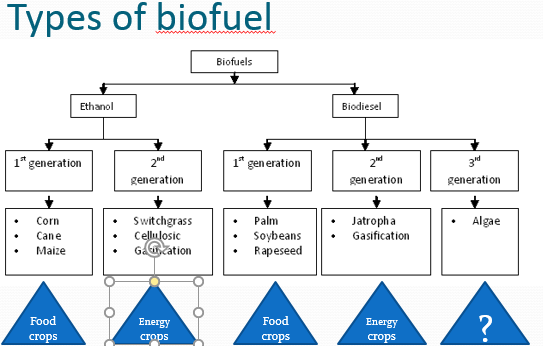 Types of biofuel
Biofuels
Ethanol
Biodiesel
1st generation
2nd
generation
1st generation
2nd
generation
3rd
generation
• Corn
• Cane
• Maize
• Switchgrass
• Cellulosic
• Gasification
• Palm
• Soybeans
• Rapeseed
• Jatropha
• Gasification
• Algae
Food
crops
Energy
crops
Food
crops
Energy
crops
?